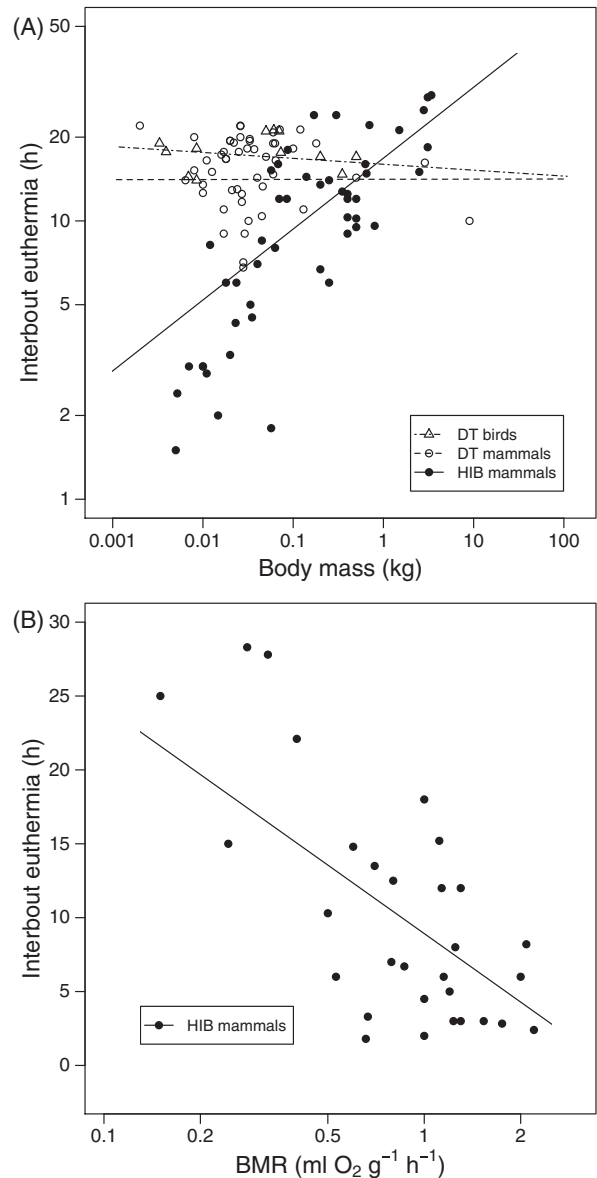 (A)
50
20
10
5
2
1
Interbout euthermia (h)
DT birds
DT mammals
HIB mammals
0.001
0.01
0.1
1
10
100
Body mass (kg)
(B)
30
25
20
15
10
5
0
Interbout euthermia (h)
HIB mammals
0.1
0.2
0.5
1
2
BMR (ml O₂ g⁻¹ h⁻¹)